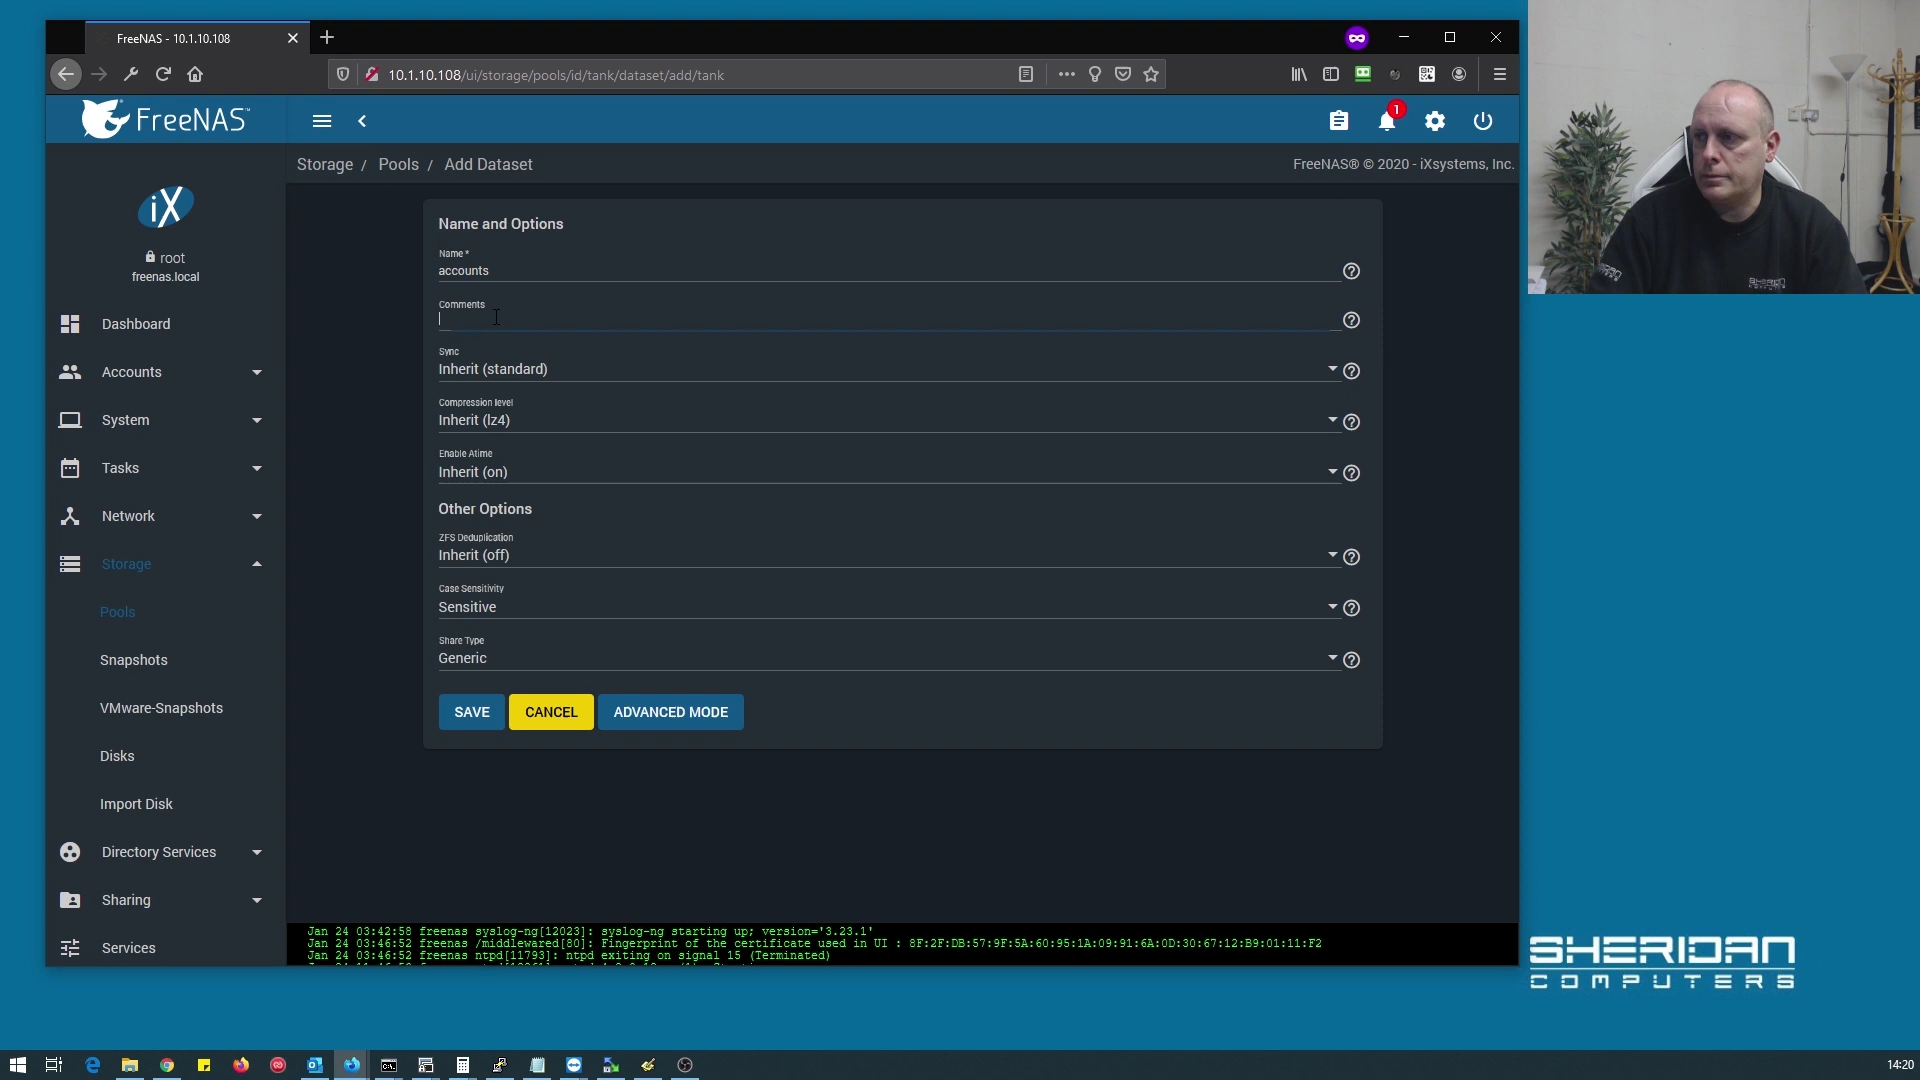 FreeNAS - 10.1.10.108
10.1.10.108/ui/storage/pools/id/tank/dataset/add/tank
FreeNAS™
1
Storage / Pools / Add Dataset
FreeNAS® © 2020 - iXsystems, Inc.
iX
root
freenas.local
Dashboard
Accounts
System
Tasks
Network
Storage
Pools
Snapshots
VMware-Snapshots
Disks
Import Disk
Directory Services
Sharing
Services
Name and Options
Name *
accounts
Comments
Sync
Inherit (standard)
Compression level
Inherit (lz4)
Enable Atime
Inherit (on)
Other Options
ZFS Deduplication
Inherit (off)
Case Sensitivity
Sensitive
Share Type
Generic
SAVE
CANCEL
ADVANCED MODE
Jan 24 03:42:58 freenas syslog-ng[12023]: syslog-ng starting up; version='3.23.1'
Jan 24 03:46:52 freenas /middlewared[80]: Fingerprint of the certificate used in UI : 8F:2F:DB:57:9F:5A:60:95:1A:09:91:6A:0D:30:67:12:B9:01:11:F2
Jan 24 03:46:52 freenas ntpd[11793]: ntpd exiting on signal 15 (Terminated)
SHERIDAN
COMPUTERS
14:20